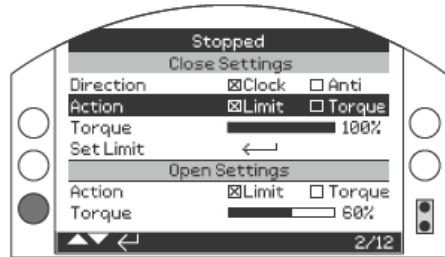 Stopped
Close Settings
Direction ☒Clock ☐Anti
Action ☒Limit ☐Torque
Torque 100%
Set Limit
Open Settings
Action ☒Limit ☐Torque
Torque 60%
2/12